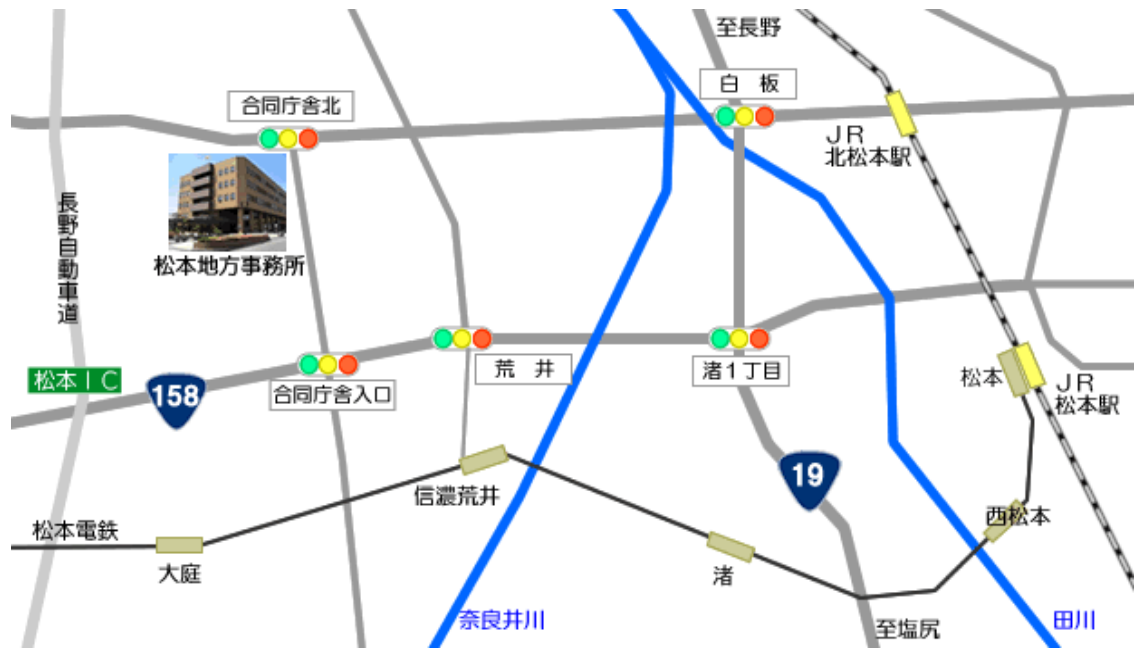 至長野
白 板
合同庁舎北
JR
北松本駅
長野自動車道
松本地方事務所
松本IC
158
合同庁舎入口
荒 井
渚1丁目
松本
JR
松本駅
19
信濃荒井
松本電鉄
大庭
渚
西松本
奈良井川
至塩尻
田川